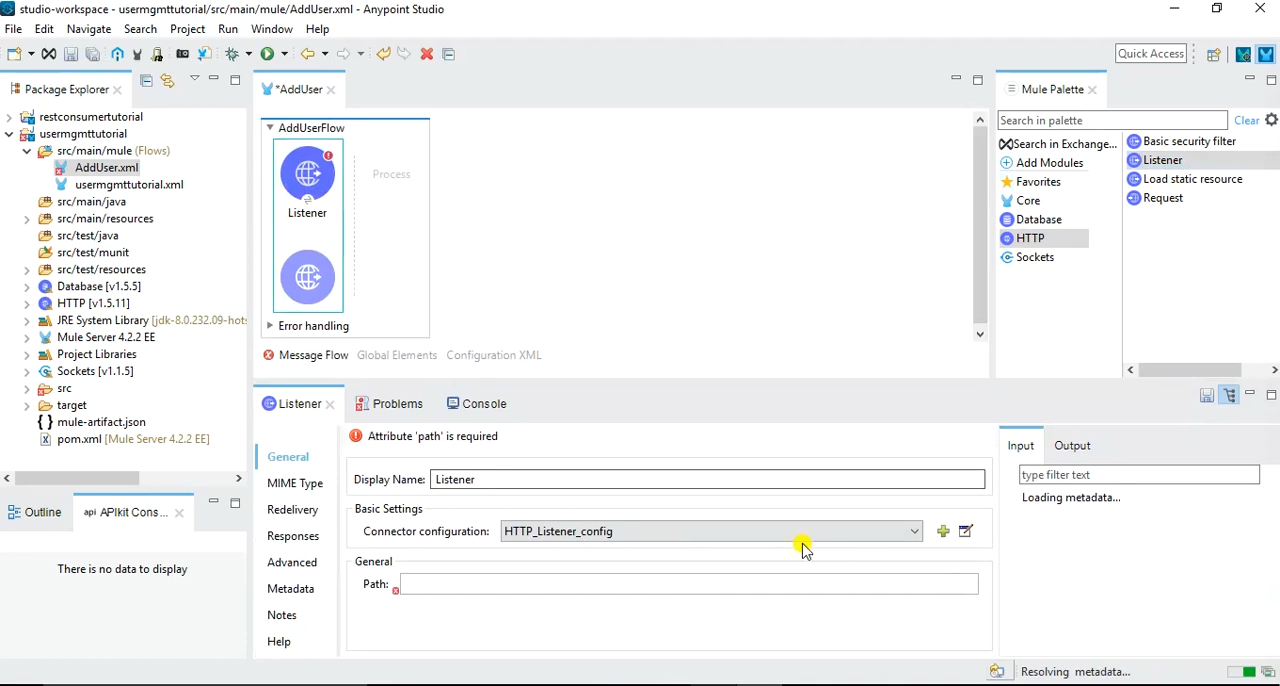 studio-workspace - usermgmttutorial/src/main/mule/AddUser.xml - Anypoint Studio
File Edit Navigate Search Project Run Window Help
Quick Access
Package Explorer
restconsumertutorial
usermgmttutorial
src/main/mule (Flows)
AddUser.xml
usermgmttutorial.xml
src/main/java
src/main/resources
src/test/java
src/test/munit
src/test/resources
Database [v1.5.5]
HTTP [v1.5.11]
JRE System Library [jdk-8.0.232.09-hots
Mule Server 4.2.2 EE
Project Libraries
Sockets [v1.1.5]
src
target
mule-artifact.json
pom.xml [Mule Server 4.2.2 EE]
Outline
api APIkit Cons...
There is no data to display
*AddUser
AddUserFlow
Listener
Process
Error handling
Message Flow Global Elements Configuration XML
Mule Palette
Search in palette
Clear
Search in Exchange...
Add Modules
Favorites
Core
Database
HTTP
Sockets
Basic security filter
Listener
Load static resource
Request
Listener
Problems
Console
General
MIME Type
Redelivery
Responses
Advanced
Metadata
Notes
Help
Attribute 'path' is required
Display Name: Listener
Basic Settings
Connector configuration: HTTP_Listener_config
General
Path:
Input Output
type filter text
Loading metadata...
Resolving metadata...